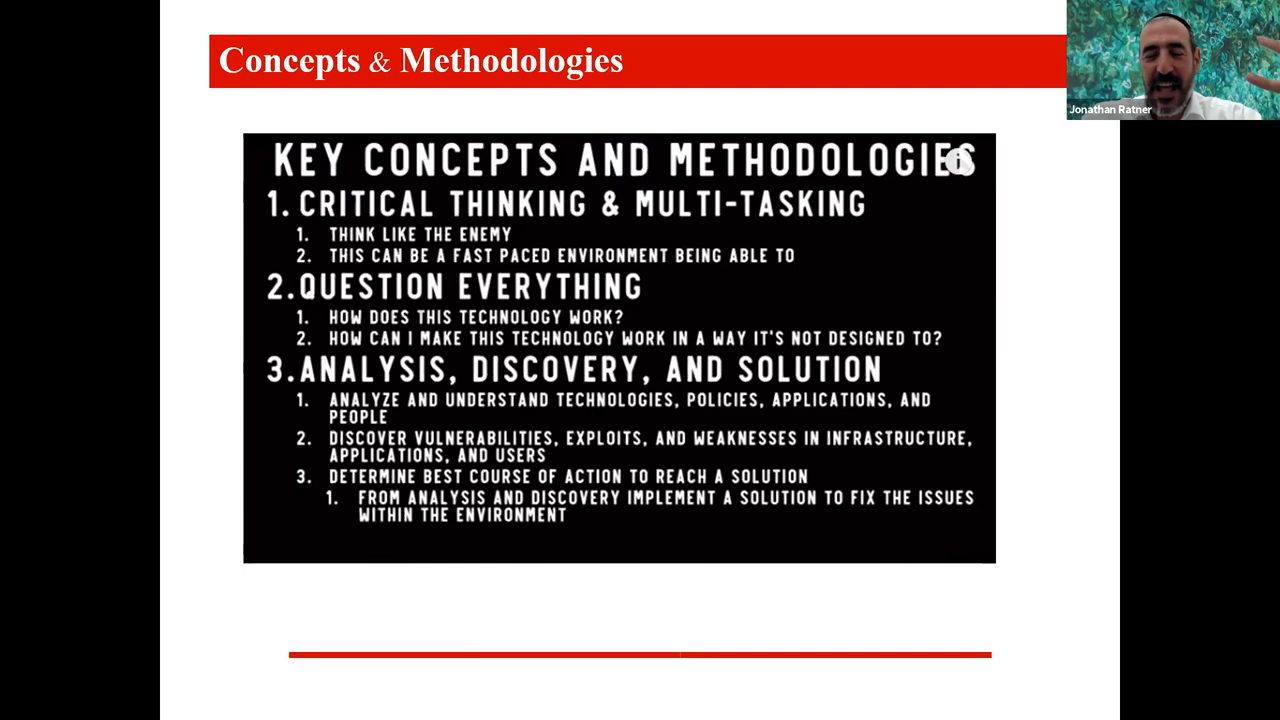 Concepts & Methodologies
Jonathan Ratner
KEY CONCEPTS AND METHODOLOGIES
1. CRITICAL THINKING & MULTI-TASKING
1. THINK LIKE THE ENEMY
2. THIS CAN BE A FAST PACED ENVIRONMENT BEING ABLE TO
2. QUESTION EVERYTHING
1. HOW DOES THIS TECHNOLOGY WORK?
2. HOW CAN I MAKE THIS TECHNOLOGY WORK IN A WAY IT'S NOT DESIGNED TO?
3. ANALYSIS, DISCOVERY, AND SOLUTION
1. ANALYZE AND UNDERSTAND TECHNOLOGIES, POLICIES, APPLICATIONS, AND
PEOPLE
2. DISCOVER VULNERABILITIES, EXPLOITS, AND WEAKNESSES IN INFRASTRUCTURE,
APPLICATIONS, AND USERS
3. DETERMINE BEST COURSE OF ACTION TO REACH A SOLUTION
1. FROM ANALYSIS AND DISCOVERY IMPLEMENT A SOLUTION TO FIX THE ISSUES
WITHIN THE ENVIRONMENT